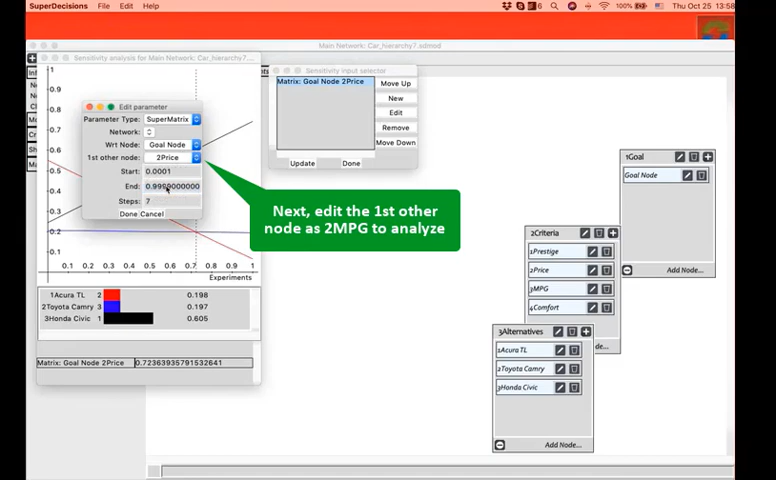 SuperDecisions File Edit Help 100% Thu Oct 25 13:58
Main Network: Car_hierarchy7.sdmod
Sensitivity analysis for Main Network: Car_hierarchy7....
Sensitivity input selector
Matrix: Goal Node 2Price
Move Up
New
Edit
Remove
Move Down
Update Done
Edit parameter
Parameter Type: SuperMatrix
Network:
Wrt Node: Goal Node
1st other node: 2Price
Start: 0.0001
End: 0.9999000000
Steps: 7
Done Cancel
1
0.9
0.8
0.7
0.6
0.5
0.4
0.3
0.2
0.1
0.1 0.2 0.3 0.4 0.5 0.6 0.7 0.8 0.9 1
Experiments
1Acura TL 2 0.198
2Toyota Camry 3 0.197
3Honda Civic 1 0.605
Matrix: Goal Node 2Price 0.72363935791532641
Next, edit the 1st other
node as 2MPG to analyze
1Goal
Goal Node
Add Node...
2Criteria
1Prestige
2Price
3MPG
4Comfort
3Alternatives
1Acura TL
2Toyota Camry
3Honda Civic
Add Node...